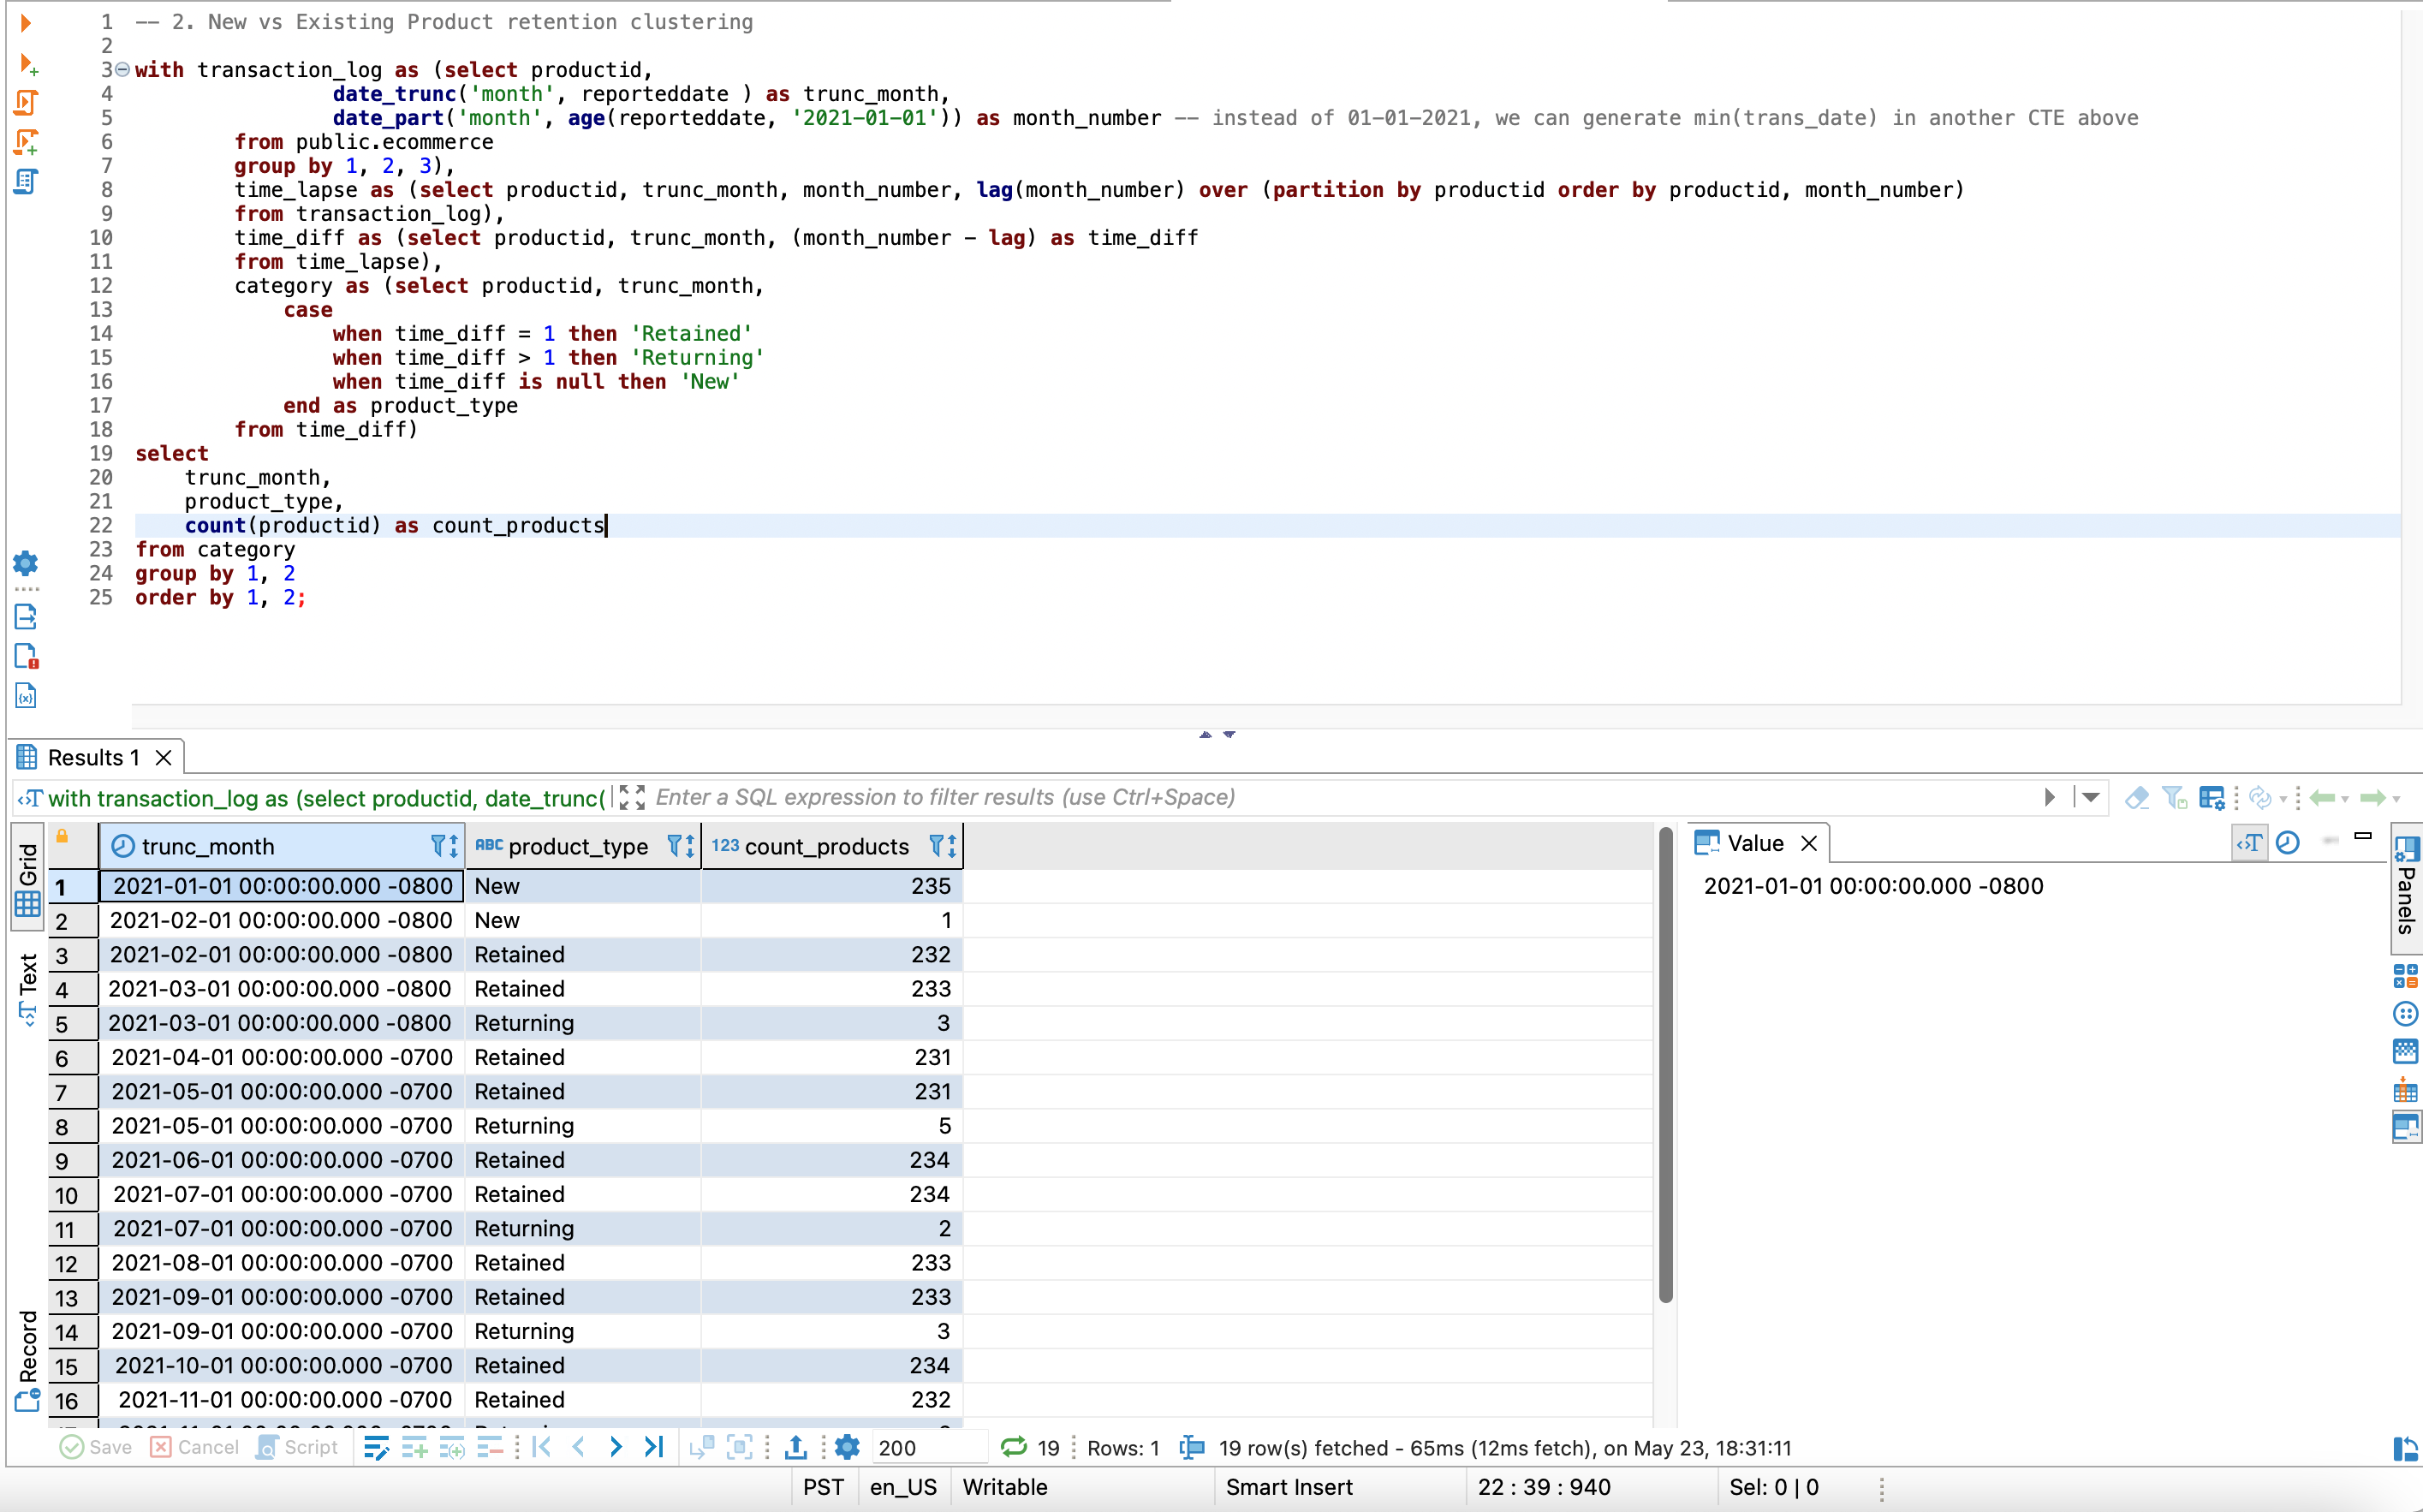 1 -- 2. New vs Existing Product retention clustering
2
3 with transaction_log as (select productid,
4 date_trunc('month', reporteddate ) as trunc_month,
5 date_part('month', age(reporteddate, '2021-01-01')) as month_number -- instead of 01-01-2021, we can generate min(trans_date) in another CTE above
6 from public.ecommerce
7 group by 1, 2, 3),
8 time_lapse as (select productid, trunc_month, month_number, lag(month_number) over (partition by productid order by productid, month_number)
9 from transaction_log),
10 time_diff as (select productid, trunc_month, (month_number - lag) as time_diff
11 from time_lapse),
12 category as (select productid, trunc_month,
13 case
14 when time_diff = 1 then 'Retained'
15 when time_diff > 1 then 'Returning'
16 when time_diff is null then 'New'
17 end as product_type
18 from time_diff)
19 select
20 trunc_month,
21 product_type,
22 count(productid) as count_products
23 from category
24 group by 1, 2
25 order by 1, 2;
Results 1
with transaction_log as (select productid, date_trunc( Enter a SQL expression to filter results (use Ctrl+Space)
Grid
Text
Record
trunc_month ABC product_type 123 count_products
1 2021-01-01 00:00:00.000 -0800 New 235
2 2021-02-01 00:00:00.000 -0800 New 1
3 2021-02-01 00:00:00.000 -0800 Retained 232
4 2021-03-01 00:00:00.000 -0800 Retained 233
5 2021-03-01 00:00:00.000 -0800 Returning 3
6 2021-04-01 00:00:00.000 -0700 Retained 231
7 2021-05-01 00:00:00.000 -0700 Retained 231
8 2021-05-01 00:00:00.000 -0700 Returning 5
9 2021-06-01 00:00:00.000 -0700 Retained 234
10 2021-07-01 00:00:00.000 -0700 Retained 234
11 2021-07-01 00:00:00.000 -0700 Returning 2
12 2021-08-01 00:00:00.000 -0700 Retained 233
13 2021-09-01 00:00:00.000 -0700 Retained 233
14 2021-09-01 00:00:00.000 -0700 Returning 3
15 2021-10-01 00:00:00.000 -0700 Retained 234
16 2021-11-01 00:00:00.000 -0700 Retained 232
Value
2021-01-01 00:00:00.000 -0800
Panels
Save Cancel Script 200 19 Rows: 1 19 row(s) fetched - 65ms (12ms fetch), on May 23, 18:31:11
PST en_US Writable Smart Insert 22 : 39 : 940 Sel: 0 | 0